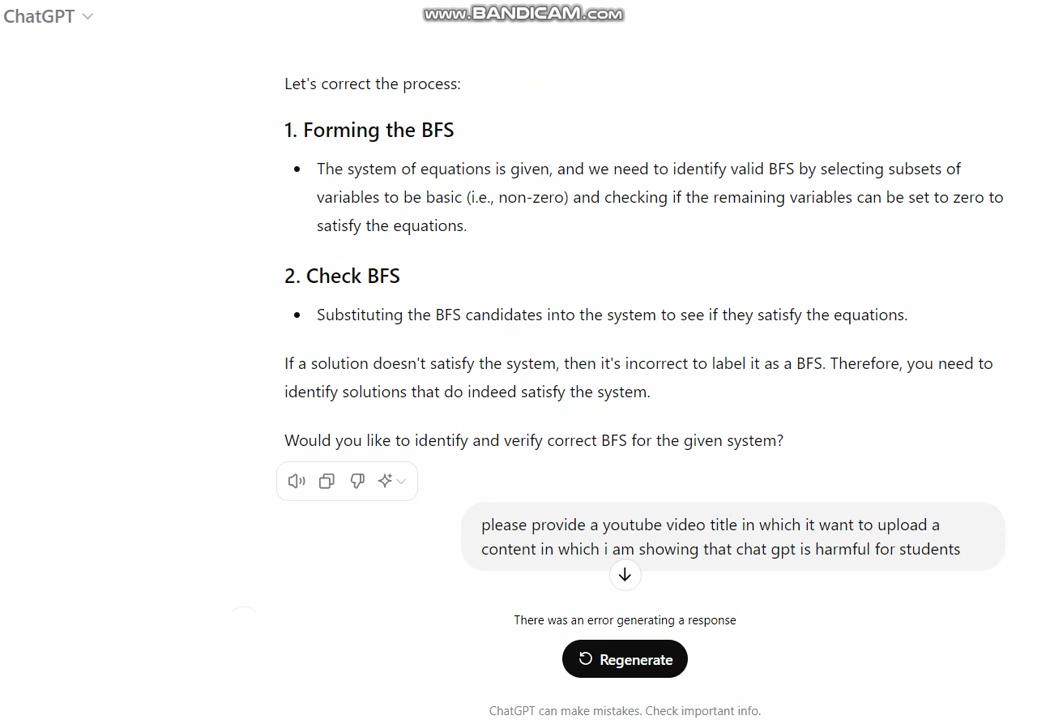 ChatGPT
www.BANDICAM.com
Let's correct the process:
1. Forming the BFS
The system of equations is given, and we need to identify valid BFS by selecting subsets of
variables to be basic (i.e., non-zero) and checking if the remaining variables can be set to zero to
satisfy the equations.
2. Check BFS
Substituting the BFS candidates into the system to see if they satisfy the equations.
If a solution doesn't satisfy the system, then it's incorrect to label it as a BFS. Therefore, you need to
identify solutions that do indeed satisfy the system.
Would you like to identify and verify correct BFS for the given system?
please provide a youtube video title in which it want to upload a
content in which i am showing that chat gpt is harmful for students
There was an error generating a response
Regenerate
ChatGPT can make mistakes. Check important info.